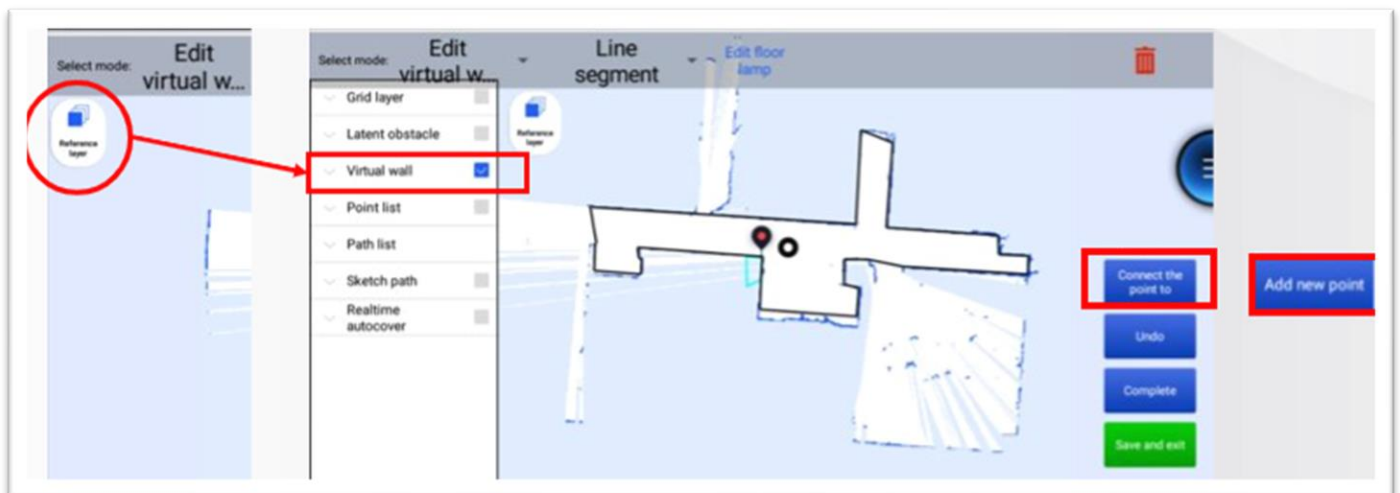 Select mode:
Edit
virtual w...
Reference
layer
Select mode:
Edit
virtual w...
Line
segment
Edit floor
lamp
Grid layer
Latent obstacle
Virtual wall
Point list
Path list
Sketch path
Realtime
autocover
Reference
layer
Connect the
point to
Undo
Complete
Save and exit
Add new point